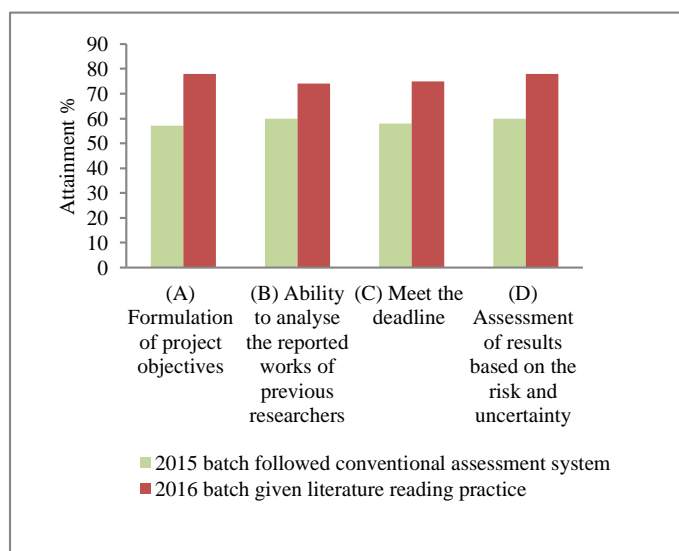 90
80
70
60
50
40
30
20
10
0
Attainment %
(A)
Formulation
of project
objectives
(B) Ability
to analyse
the reported
works of
previous
researchers
(C) Meet the
deadline
(D)
Assessment
of results
based on the
risk and
uncertainty
2015 batch followed conventional assessment system
2016 batch given literature reading practice